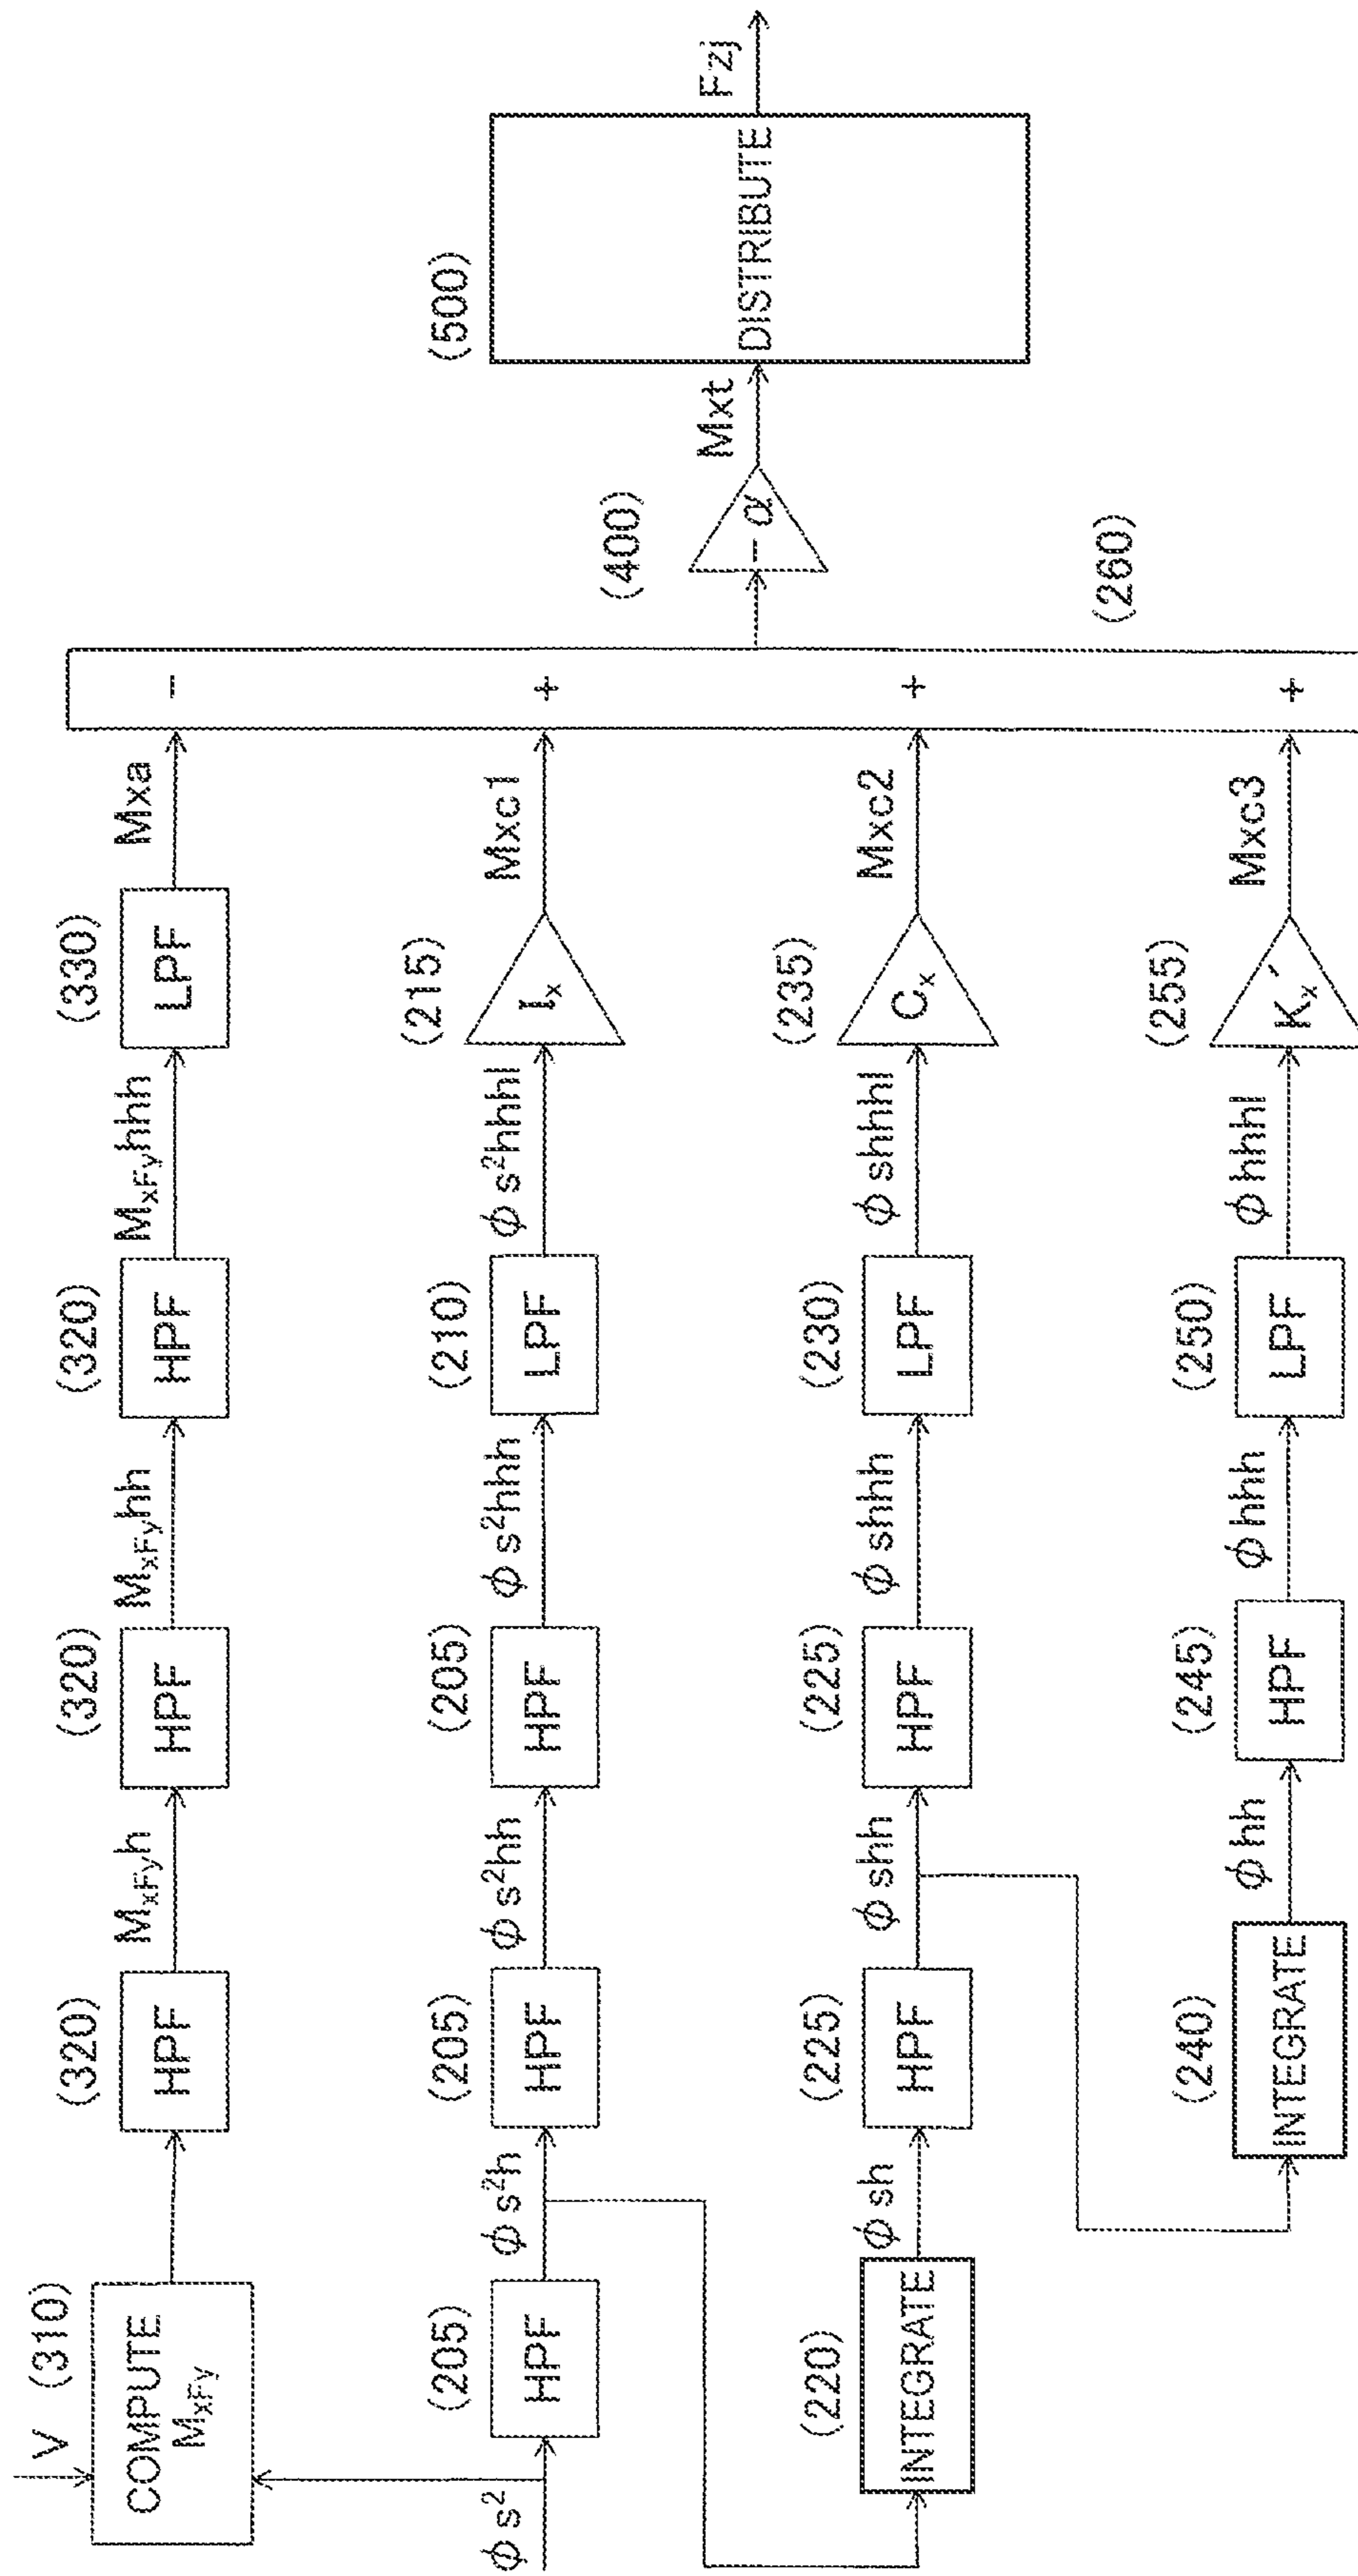 V
(310)
COMPUTE
MxFy
(320)
HPF
MxFyh
(320)
HPF
MxFyhh
(320)
HPF
MxFyhhh
(330)
LPF
Mxa
−
ϕs²
(205)
HPF
ϕs²h
(205)
HPF
ϕs²hh
(205)
HPF
ϕs²hhh
(210)
LPF
ϕs²hhhl
(215)
Ix
Mxc1
+
(220)
INTEGRATE
ϕsh
(225)
HPF
ϕshh
(225)
HPF
ϕshhh
(230)
LPF
ϕshhhl
(235)
Cx
Mxc2
+
(240)
INTEGRATE
ϕhh
(245)
HPF
ϕhhh
(250)
LPF
ϕhhhl
(255)
Kx′
Mxc3
+
(260)
(400)
−α
Mxt
(500)
DISTRIBUTE
Fzj